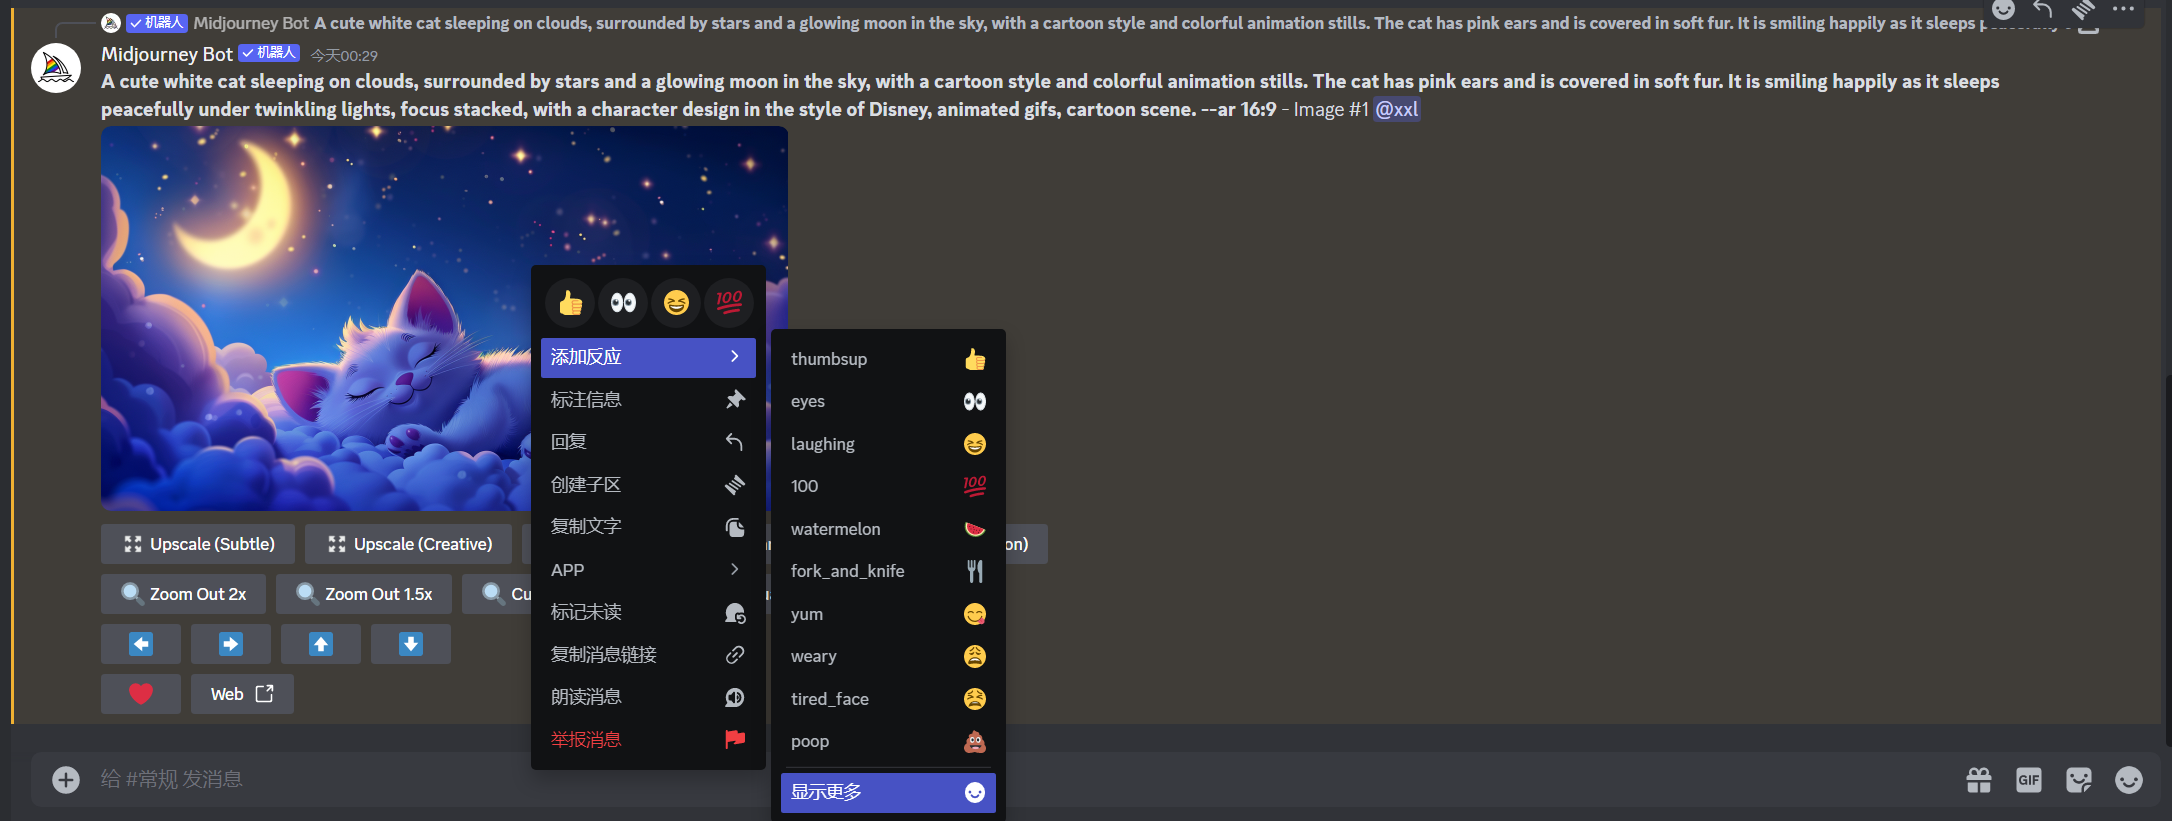 机器人 Midjourney Bot A cute white cat sleeping on clouds, surrounded by stars and a glowing moon in the sky, with a cartoon style and colorful animation stills. The cat has pink ears and is covered in soft fur. It is smiling happily as it sleeps
Midjourney Bot 机器人 今天00:29
A cute white cat sleeping on clouds, surrounded by stars and a glowing moon in the sky, with a cartoon style and colorful animation stills. The cat has pink ears and is covered in soft fur. It is smiling happily as it sleeps
peacefully under twinkling lights, focus stacked, with a character design in the style of Disney, animated gifs, cartoon scene. --ar 16:9 - Image #1 @xxl
100
添加反应
标注信息
回复
创建子区
复制文字
APP
标记未读
复制消息链接
朗读消息
举报消息
thumbsup
eyes
laughing
100 100
watermelon
fork_and_knife
yum
weary
tired_face
poop
显示更多
Upscale (Subtle) Upscale (Creative) on)
Zoom Out 2x Zoom Out 1.5x Cu
Web
给 #常规 发消息 GIF